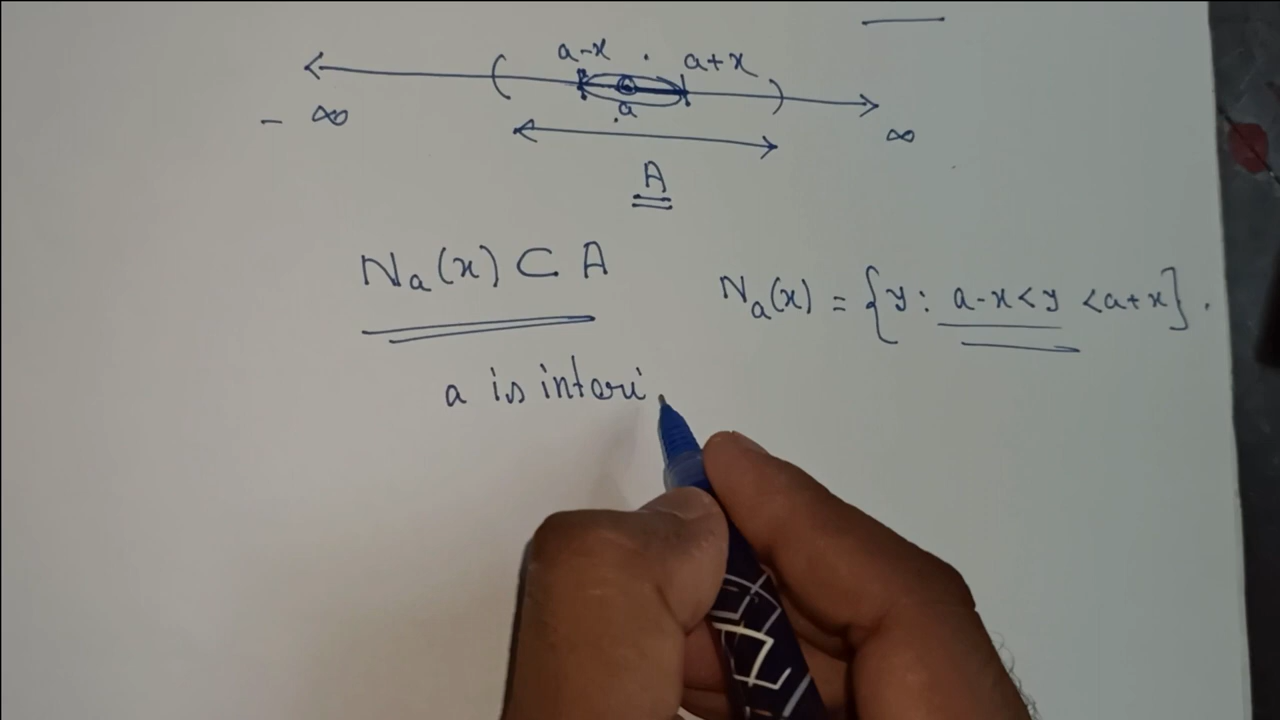 a-x a+x
a
- ∞ ∞
A
Na(x) ⊂ A
Na(x) = {y : a-x<y <a+x}.
a is interi